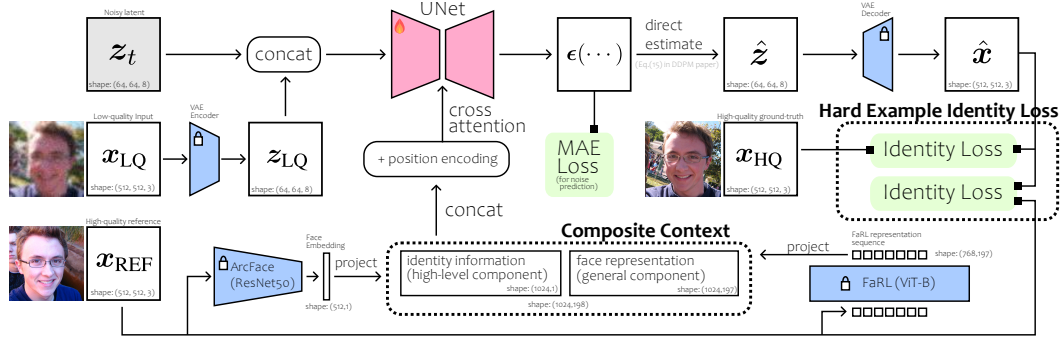 Noisy latent
z_t
shape: (64, 64, 8)
concat
UNet
ϵ(···)
direct
estimate
(Eq.(15) in DDPM paper)
ẑ
shape: (64, 64, 8)
VAE
Decoder
x̂
shape: (512, 512, 3)
Low-quality Input
x_LQ
shape: (512, 512, 3)
VAE
Encoder
z_LQ
shape: (64, 64, 8)
cross
attention
+ position encoding
concat
MAE
Loss
(for noise
prediction)
High-quality ground-truth
x_HQ
shape: (512, 512, 3)
Hard Example Identity Loss
Identity Loss
Identity Loss
High-quality reference
x_REF
shape: (512, 512, 3)
ArcFace
(ResNet50)
Face
Embedding
shape: (512,1)
project
Composite Context
identity information
(high-level component)
shape:(1024,1)
face representation
(general component)
shape:(1024,197)
shape: (1024,198)
project
FaRL representation
sequence
shape: (768,197)
FaRL (ViT-B)